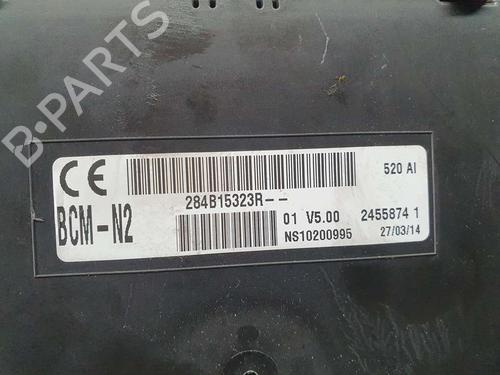 B-PARTS
CE
520 AI
284B15323R--
BCM-N2
01 V5.00 2455874 1
NS10200995 27/03/14